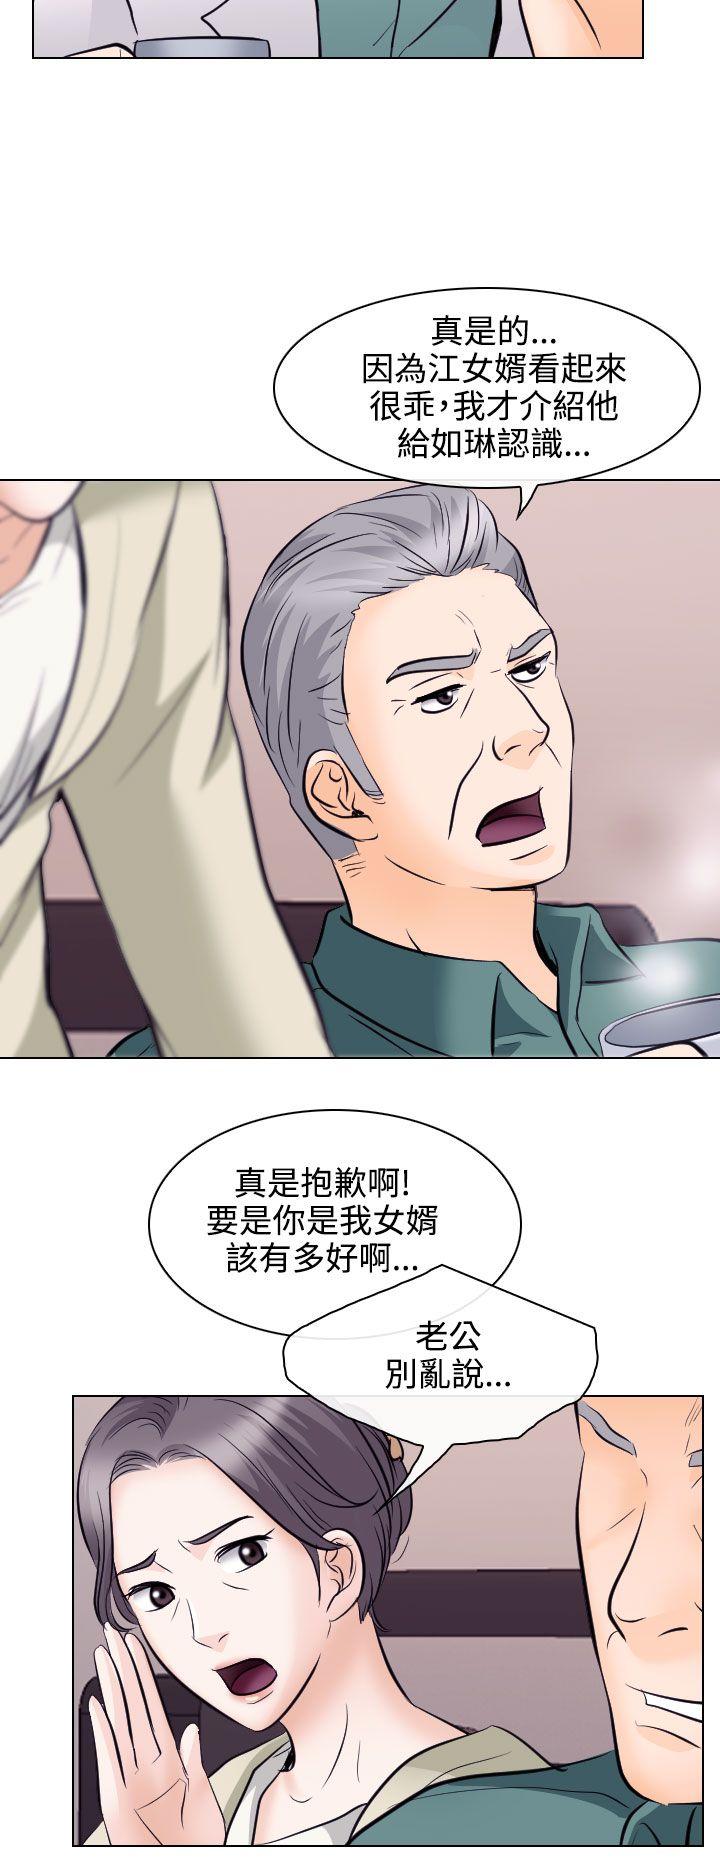 真是的...
因為江女婿看起來
很乖，我才介紹他
給如琳認識...
真是抱歉啊!
要是你是我女婿
該有多好啊...
老公
別亂說...